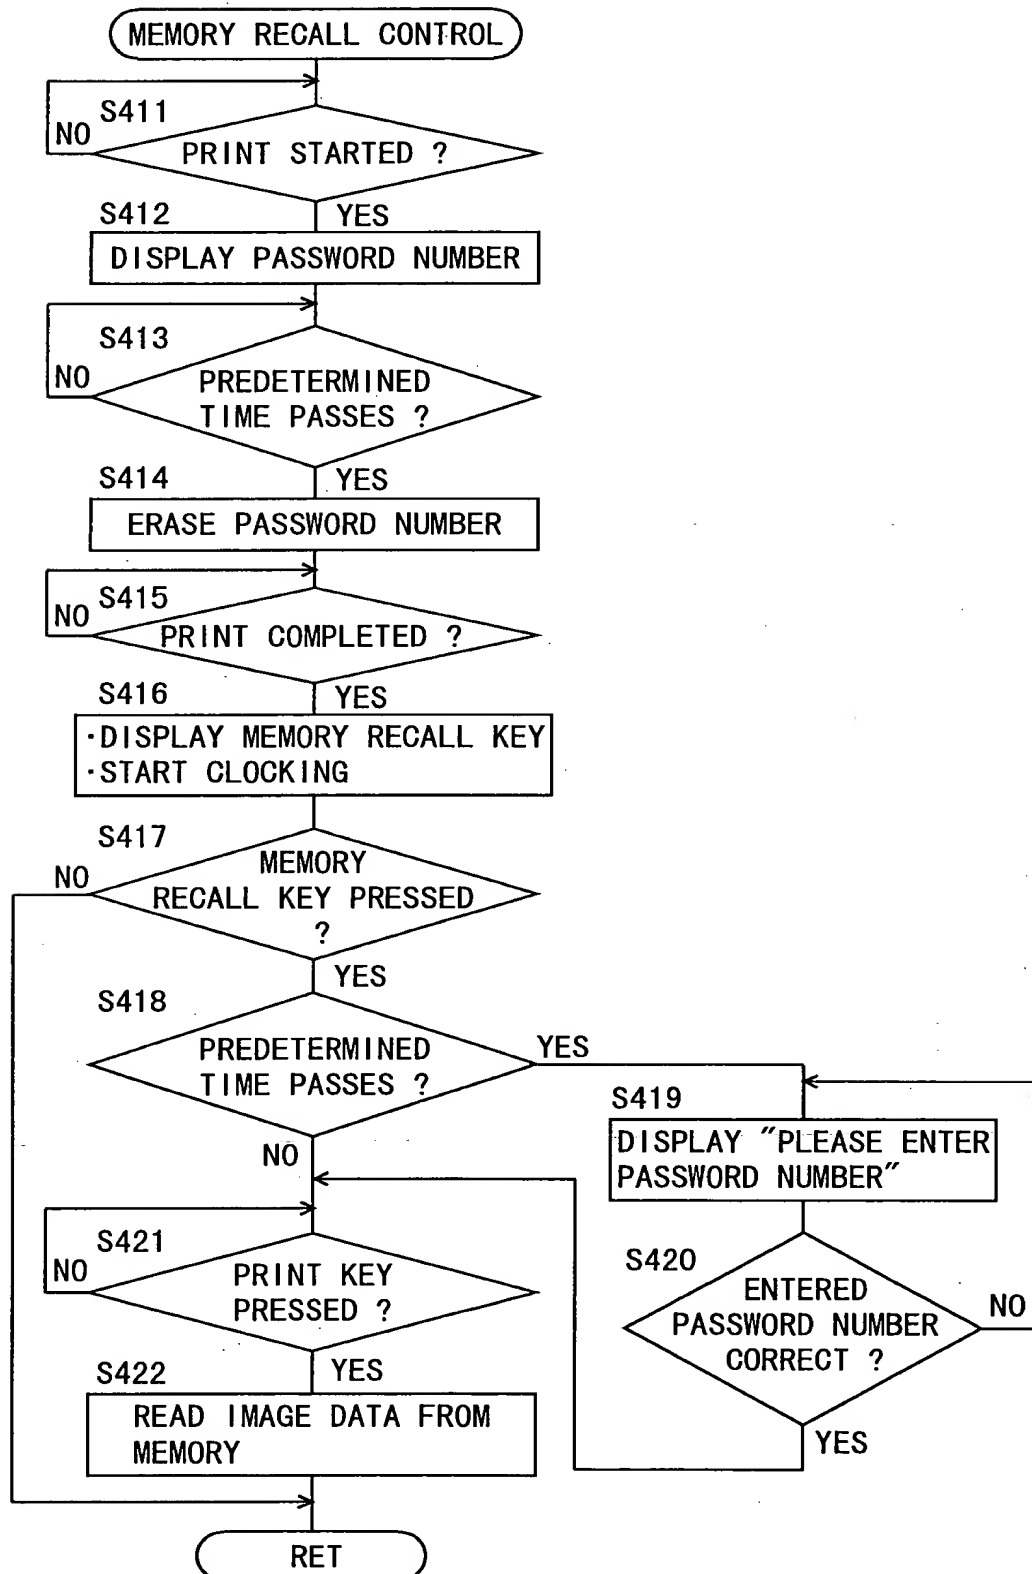 MEMORY RECALL CONTROL
S411
NO
PRINT STARTED ?
YES
S412
DISPLAY PASSWORD NUMBER
S413
NO
PREDETERMINED
TIME PASSES ?
YES
S414
ERASE PASSWORD NUMBER
S415
NO
PRINT COMPLETED ?
YES
S416
·DISPLAY MEMORY RECALL KEY
·START CLOCKING
S417
NO
MEMORY
RECALL KEY PRESSED
?
YES
S418
PREDETERMINED
TIME PASSES ?
YES
NO
S419
DISPLAY "PLEASE ENTER
PASSWORD NUMBER"
S420
ENTERED
PASSWORD NUMBER
CORRECT ?
NO
YES
S421
NO
PRINT KEY
PRESSED ?
YES
S422
READ IMAGE DATA FROM
MEMORY
RET